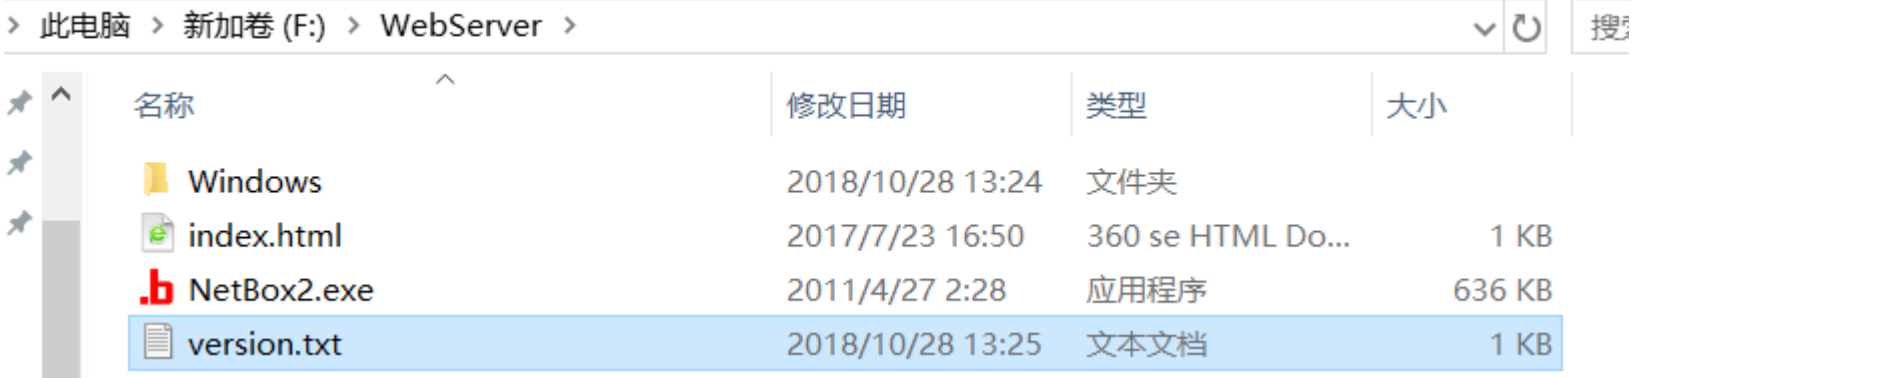 › 此电脑 › 新加卷 (F:) › WebServer ›
名称 修改日期 类型 大小
Windows 2018/10/28 13:24 文件夹
index.html 2017/7/23 16:50 360 se HTML Do... 1 KB
NetBox2.exe 2011/4/27 2:28 应用程序 636 KB
version.txt 2018/10/28 13:25 文本文档 1 KB